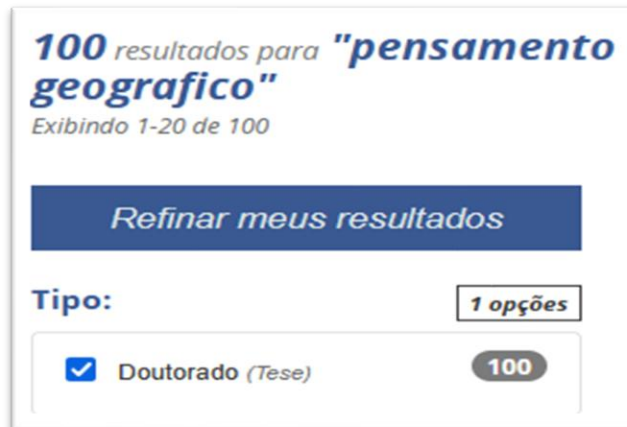 100 resultados para "pensamento
geografico"
Exibindo 1-20 de 100
Refinar meus resultados
Tipo:
1 opções
Doutorado (Tese)
100